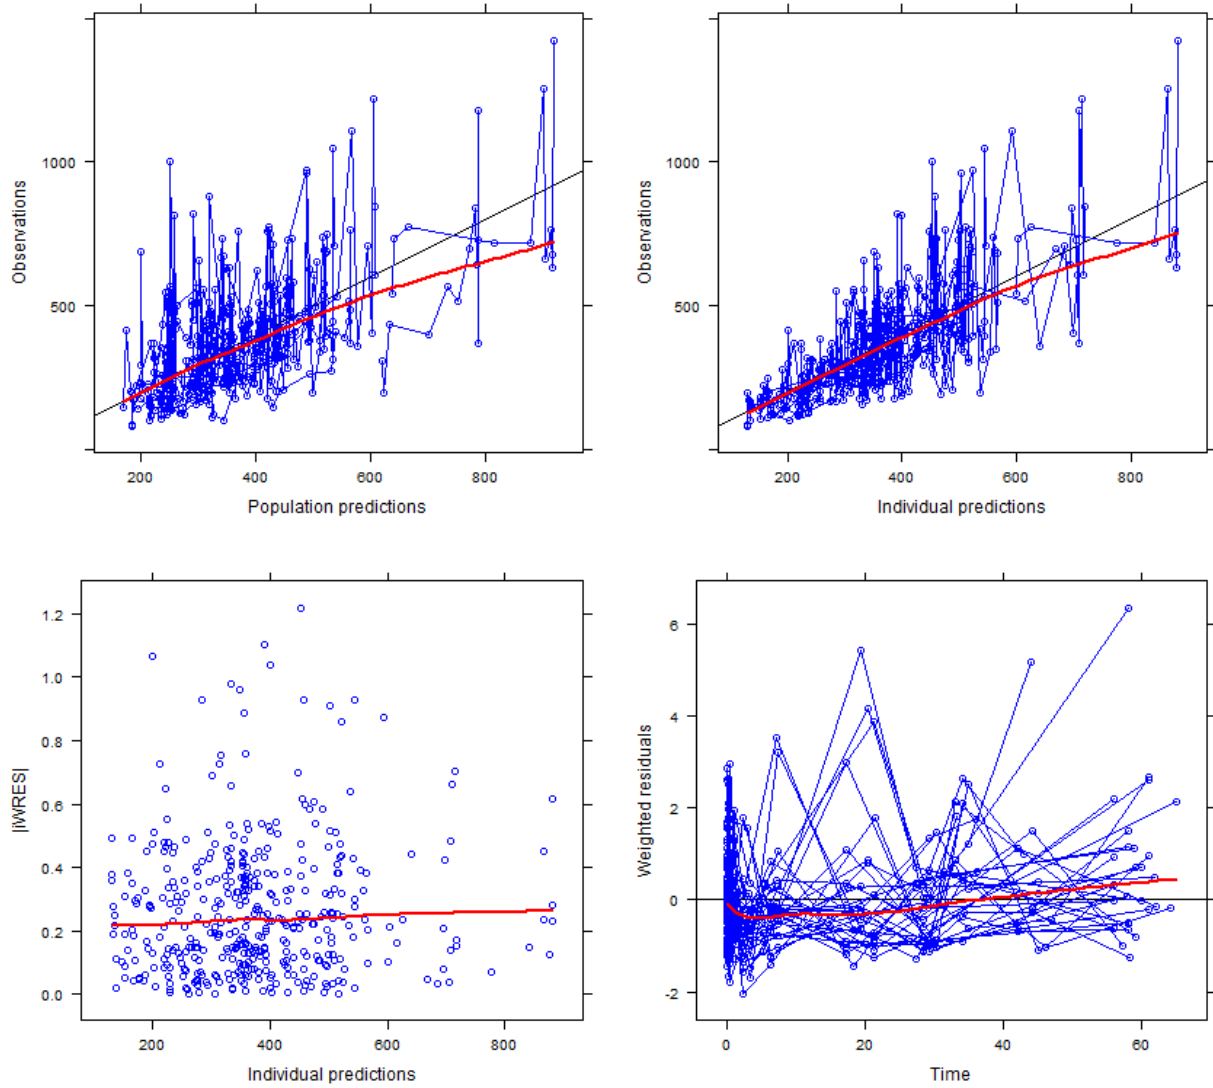 1000
500
Observations
200 400 600 800
Population predictions
1000
500
Observations
200 400 600 800
Individual predictions
1.2
1.0
0.8
0.6
0.4
0.2
0.0
|iWRES|
200 400 600 800
Individual predictions
6
4
2
0
-2
Weighted residuals
0 20 40 60
Time